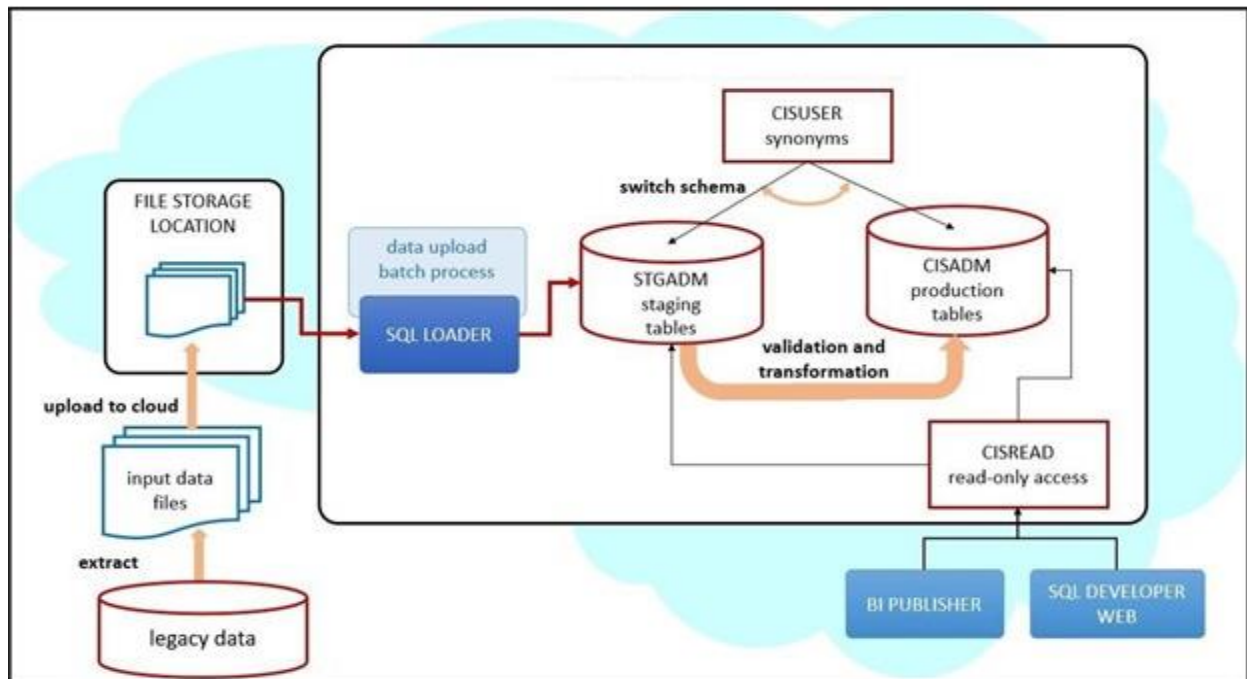 CISUSER
synonyms
switch schema
FILE STORAGE
LOCATION
data upload
batch process
SQL LOADER
STGADM
staging
tables
CISADM
production
tables
validation and
transformation
upload to cloud
input data
files
CISREAD
read-only access
extract
legacy data
BI PUBLISHER
SQL DEVELOPER
WEB